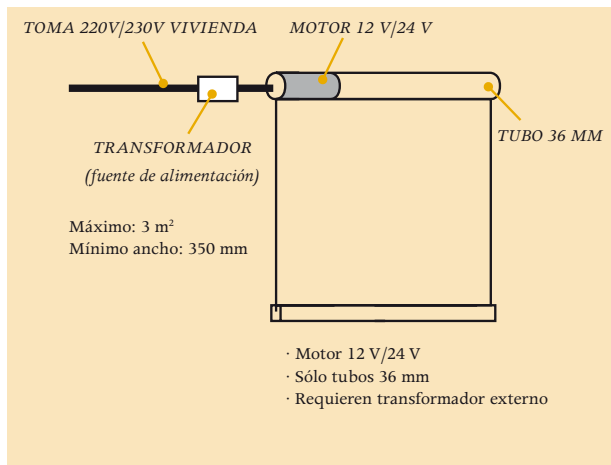 TOMA 220V/230V VIVIENDA
MOTOR 12 V/24 V
TUBO 36 MM
TRANSFORMADOR
(fuente de alimentación)
Máximo: 3 m²
Mínimo ancho: 350 mm
· Motor 12 V/24 V
· Sólo tubos 36 mm
· Requieren transformador externo